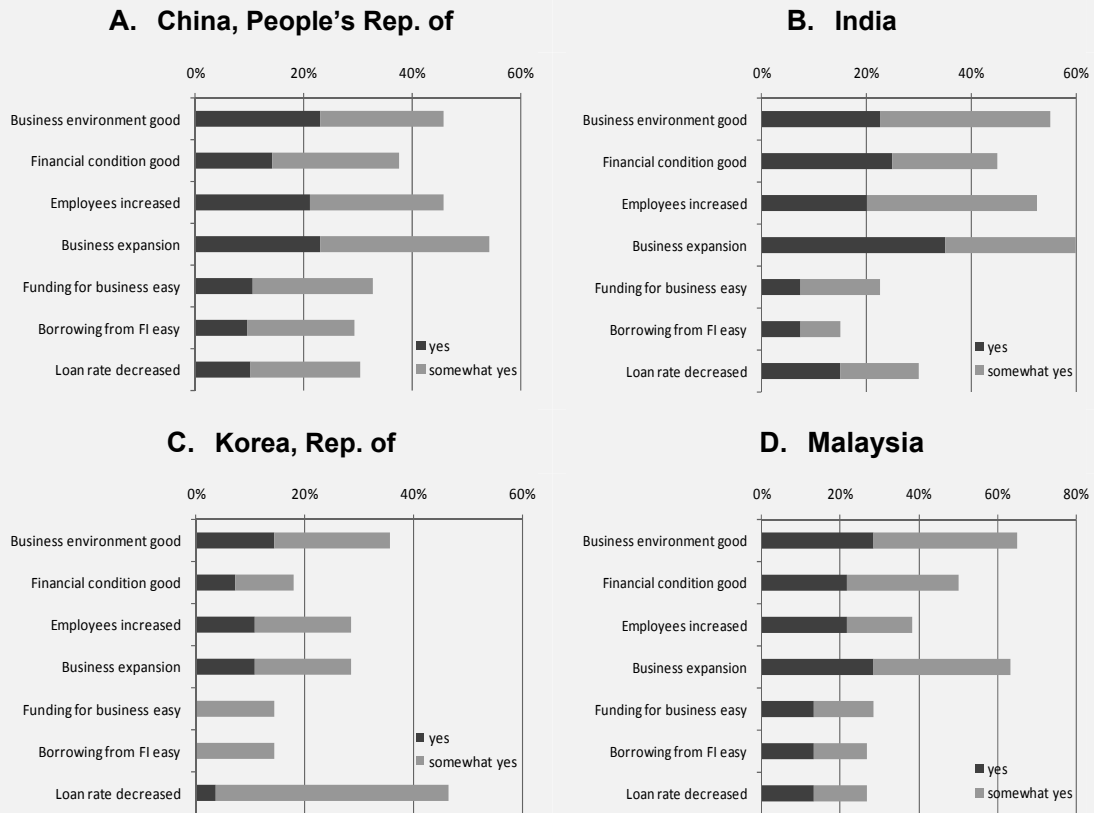 A. China, People’s Rep. of
0% 20% 40% 60%
Business environment good
Financial condition good
Employees increased
Business expansion
Funding for business easy
Borrowing from FI easy
Loan rate decreased
yes
somewhat yes
B. India
0% 20% 40% 60%
Business environment good
Financial condition good
Employees increased
Business expansion
Funding for business easy
Borrowing from FI easy
Loan rate decreased
yes
somewhat yes
C. Korea, Rep. of
0% 20% 40% 60%
Business environment good
Financial condition good
Employees increased
Business expansion
Funding for business easy
Borrowing from FI easy
Loan rate decreased
yes
somewhat yes
D. Malaysia
0% 20% 40% 60% 80%
Business environment good
Financial condition good
Employees increased
Business expansion
Funding for business easy
Borrowing from FI easy
Loan rate decreased
yes
somewhat yes